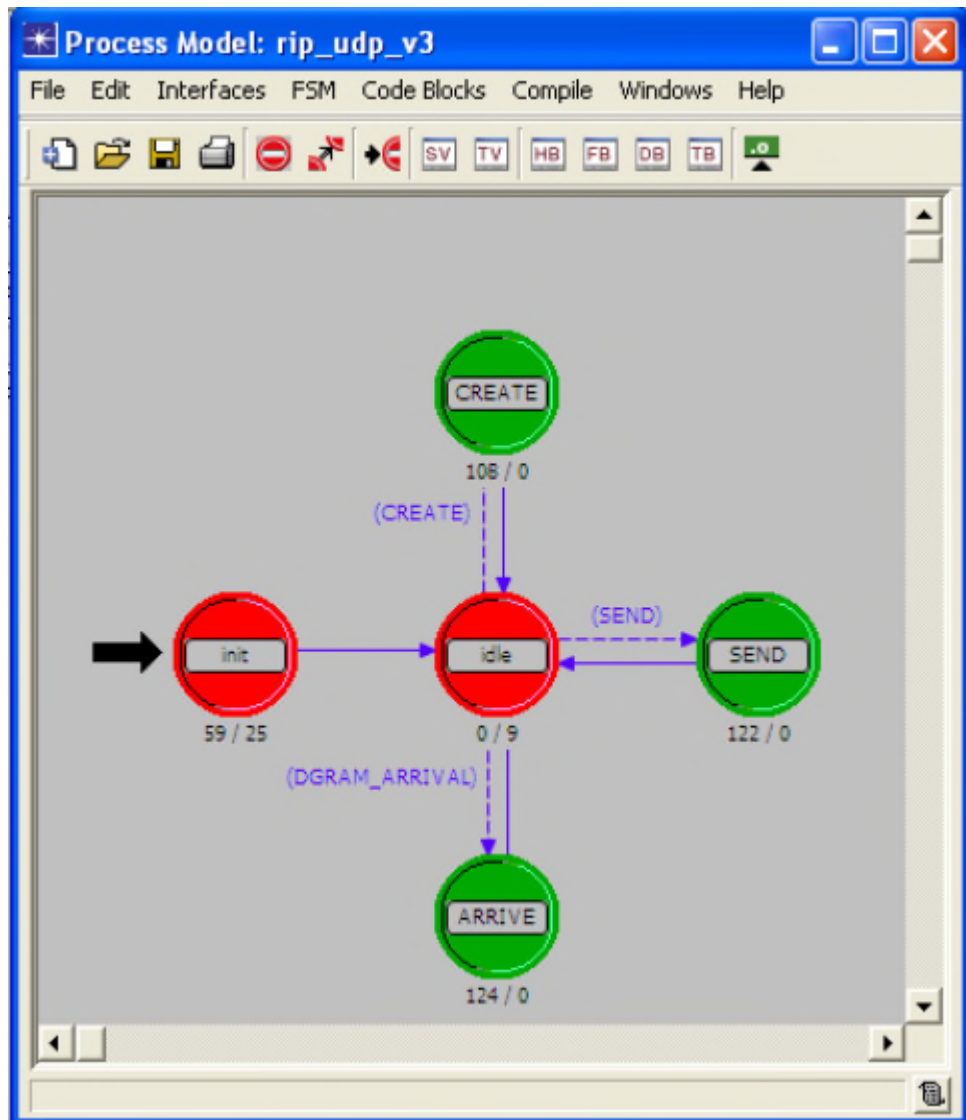 Process Model: rip_udp_v3
File Edit Interfaces FSM Code Blocks Compile Windows Help
SV TV HB FB DB TB .o
CREATE
108 / 0
(CREATE)
(SEND)
init
idle
SEND
59 / 25
0 / 9
122 / 0
(DGRAM_ARRIVAL)
ARRIVE
124 / 0